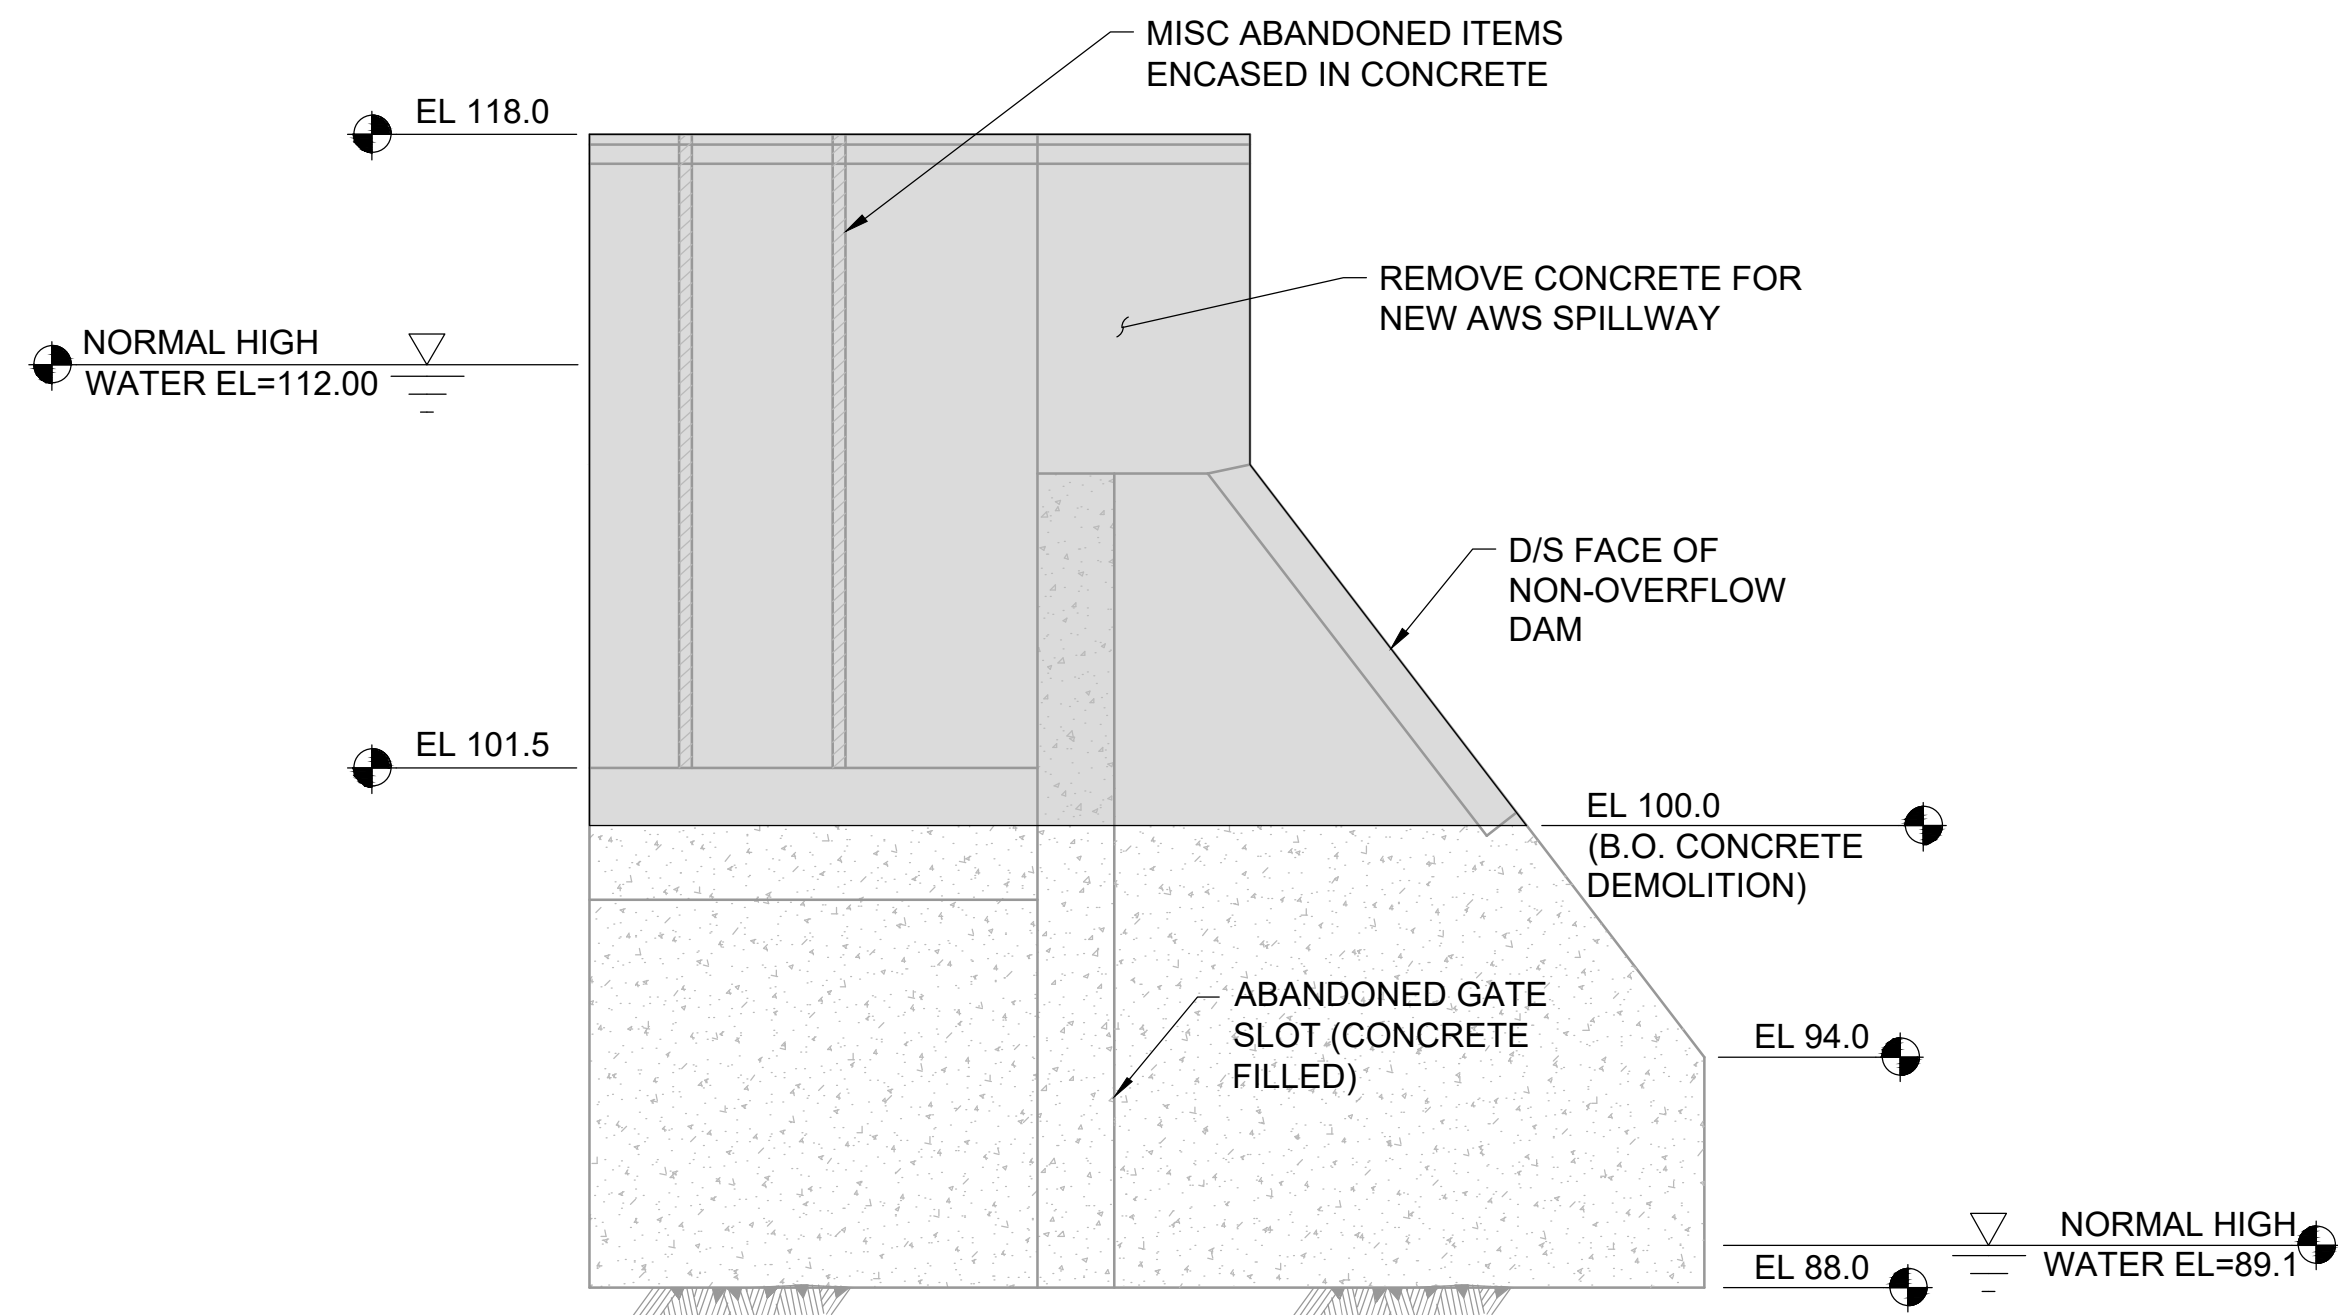 MISC ABANDONED ITEMS
ENCASED IN CONCRETE
EL 118.0
REMOVE CONCRETE FOR
NEW AWS SPILLWAY
NORMAL HIGH
WATER EL=112.00
D/S FACE OF
NON-OVERFLOW
DAM
EL 101.5
EL 100.0
(B.O. CONCRETE
DEMOLITION)
ABANDONED GATE
SLOT (CONCRETE
FILLED)
EL 94.0
NORMAL HIGH
WATER EL=89.1
EL 88.0